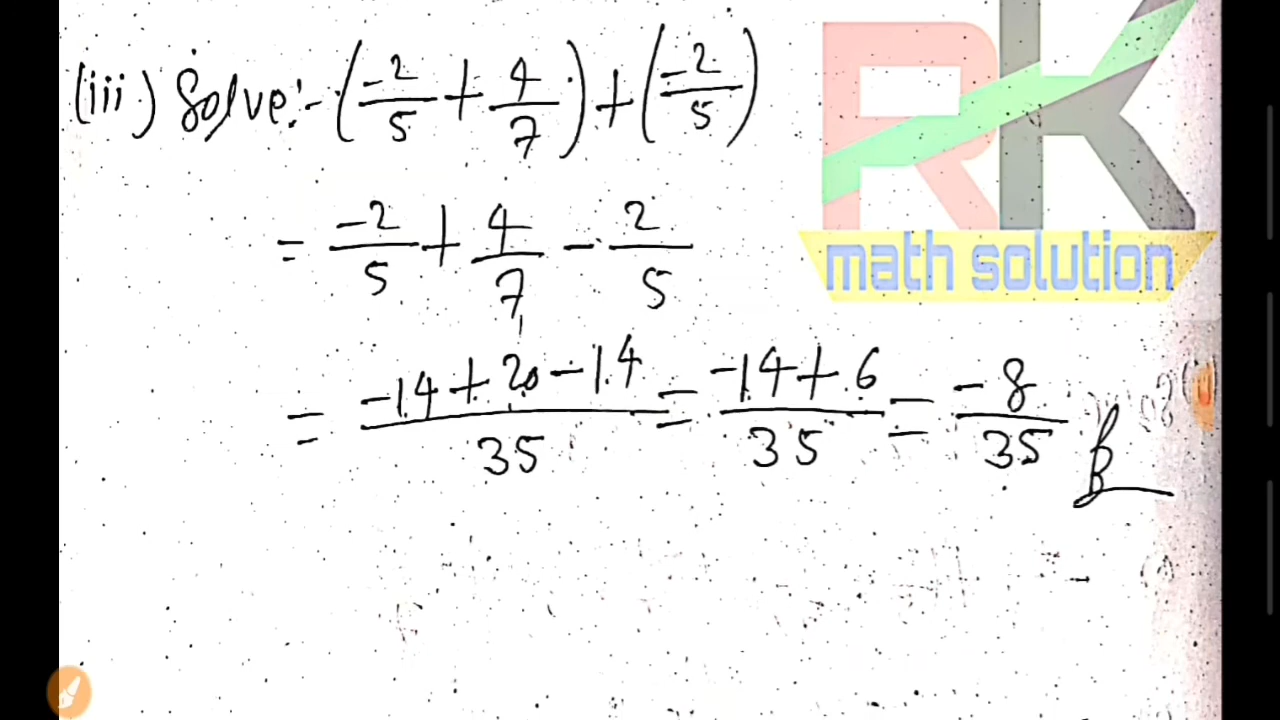 (iii) Solve:- (-2/5 + 4/7) + (-2/5)
= -2/5 + 4/7 - 2/5
= -14+20-14/35 = -14+6/35 = -8/35
RK
math solution